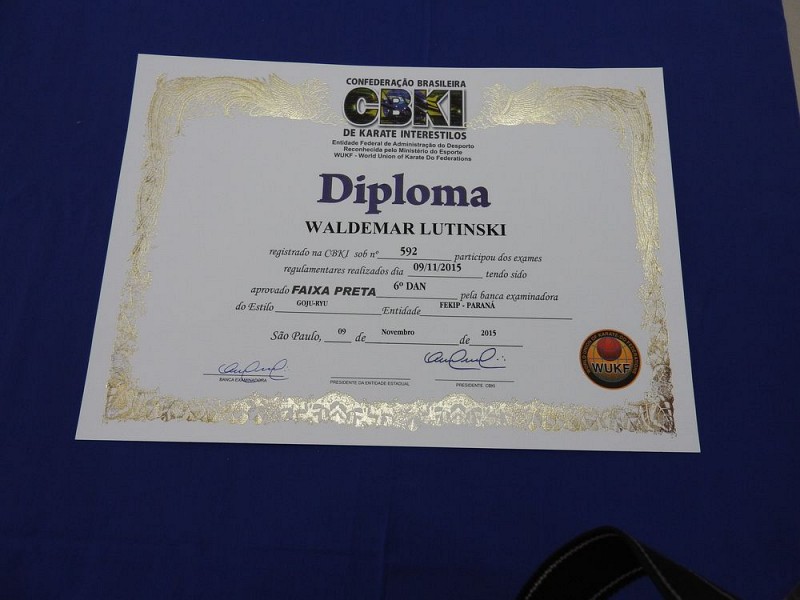 CONFEDERAÇÃO BRASILEIRA
CBKI
DE KARATE INTERESTILOS
Entidade Federal de Administração do Desporto
Reconhecida pelo Ministério do Esporte
WUKF - World Union of Karate Do Federations
Diploma
WALDEMAR LUTINSKI
registrado na CBKI sob nº 592 participou dos exames
regulamentares realizados dia 09/11/2015 tendo sido
aprovado FAIXA PRETA 6º DAN pela banca examinadora
do Estilo GOJU-RYU Entidade FEKIP - PARANÁ
São Paulo, 09 de Novembro de 2015
BANCA EXAMINADORA
PRESIDENTE DA ENTIDADE ESTADUAL
PRESIDENTE CBKI
WUKF